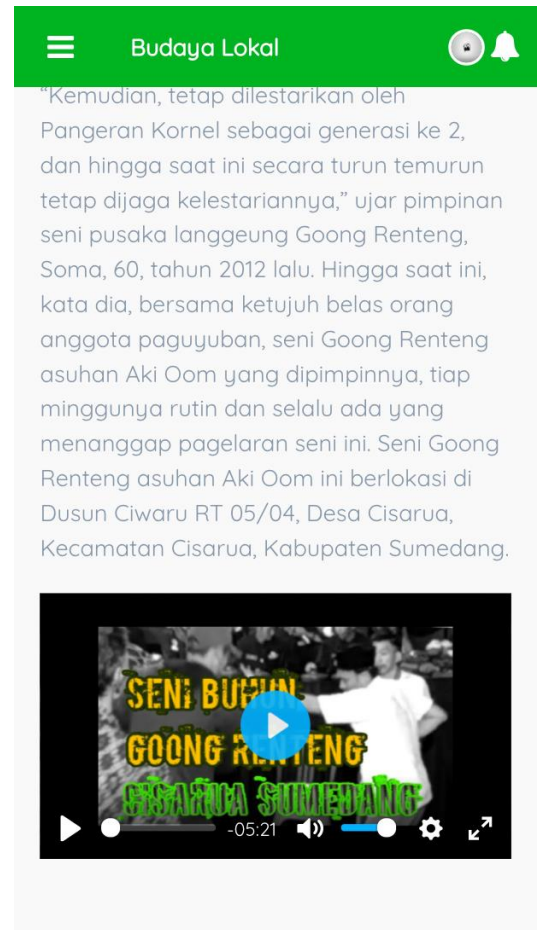 Budaya Lokal
“Kemudian, tetap dilestarikan oleh
Pangeran Kornel sebagai generasi ke 2,
dan hingga saat ini secara turun temurun
tetap dijaga kelestariannya,” ujar pimpinan
seni pusaka langgeung Goong Renteng,
Soma, 60, tahun 2012 lalu. Hingga saat ini,
kata dia, bersama ketujuh belas orang
anggota paguyuban, seni Goong Renteng
asuhan Aki Oom yang dipimpinnya, tiap
minggunya rutin dan selalu ada yang
menanggap pagelaran seni ini. Seni Goong
Renteng asuhan Aki Oom ini berlokasi di
Dusun Ciwaru RT 05/04, Desa Cisarua,
Kecamatan Cisarua, Kabupaten Sumedang.
SENI BUHUN
GOONG RENTENG
CISARUA SUMEDANG
-05:21